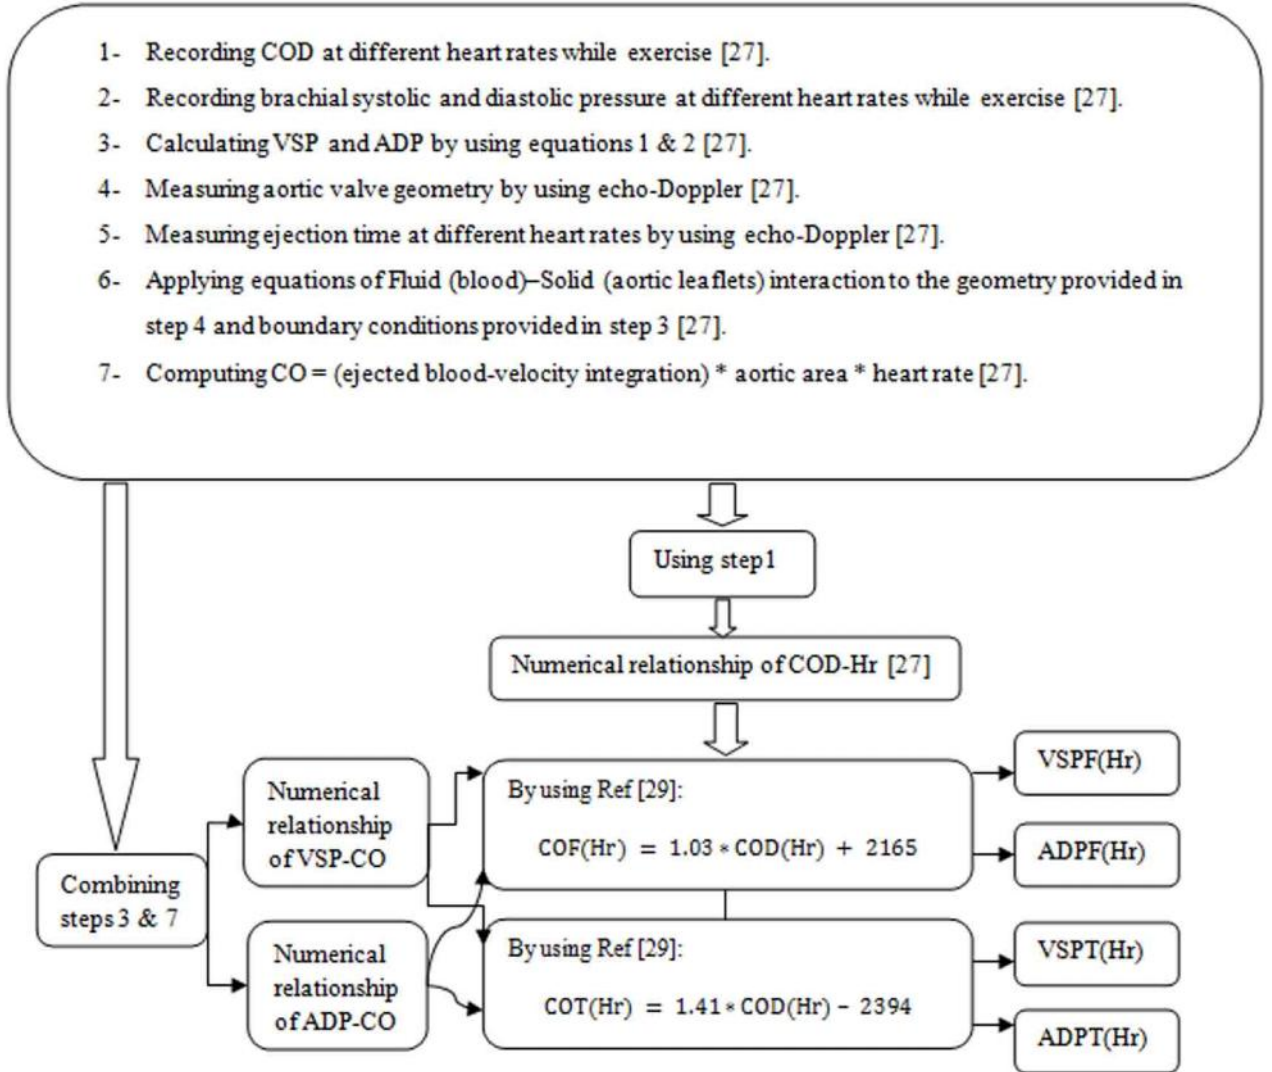 1- Recording COD at different heart rates while exercise [27].
2- Recording brachial systolic and diastolic pressure at different heart rates while exercise [27].
3- Calculating VSP and ADP by using equations 1 & 2 [27].
4- Measuring aortic valve geometry by using echo-Doppler [27].
5- Measuring ejection time at different heart rates by using echo-Doppler [27].
6- Applying equations of Fluid (blood)–Solid (aortic leaflets) interaction to the geometry provided in
step 4 and boundary conditions provided in step 3 [27].
7- Computing CO = (ejected blood-velocity integration) * aortic area * heart rate [27].
Using step 1
Numerical relationship of COD-Hr [27]
Combining
steps 3 & 7
Numerical
relationship
of VSP-CO
Numerical
relationship
of ADP-CO
By using Ref [29]:
COF(Hr) = 1.03 * COD(Hr) + 2165
By using Ref [29]:
COT(Hr) = 1.41 * COD(Hr) − 2394
VSPF(Hr)
ADPF(Hr)
VSPT(Hr)
ADPT(Hr)